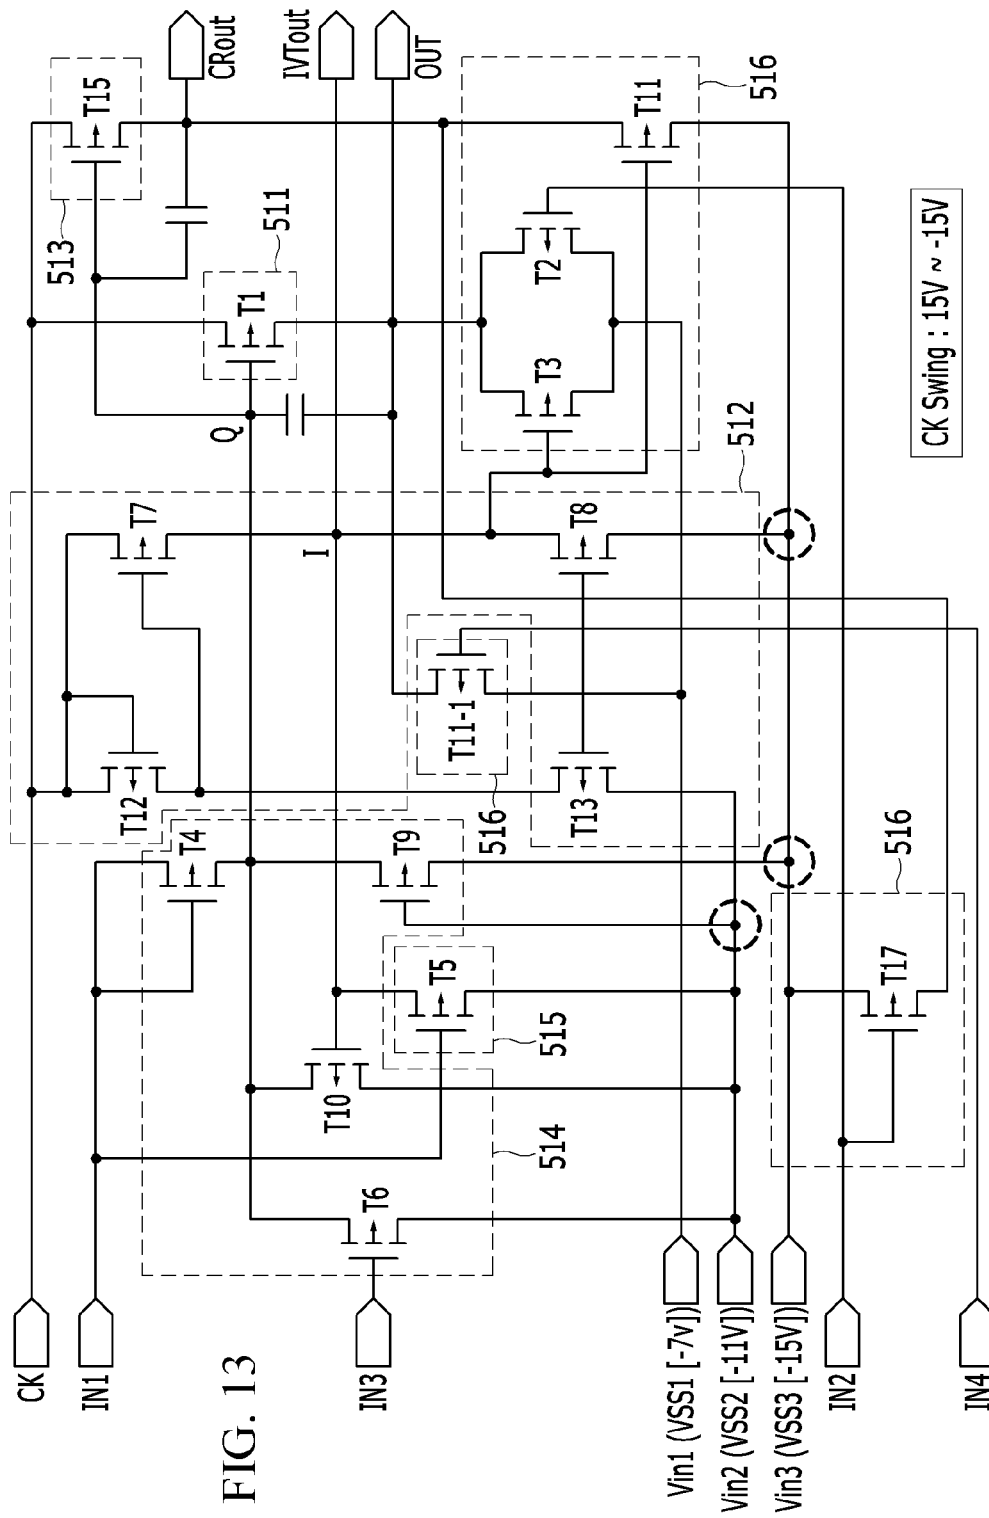 FIG. 13
CK
IN1
IN3
Vin1 (VSS1 [-7v])
Vin2 (VSS2 [-11V])
Vin3 (VSS3 [-15V])
IN2
IN4
T6
514
T10
T5
515
T4
T9
T17
516
T12
T11-1
516
T13
T7
I
T8
512
Q
T1
511
T3
T2
T15
513
T11
516
CRout
IVTout
OUT
CK Swing : 15V ~ -15V